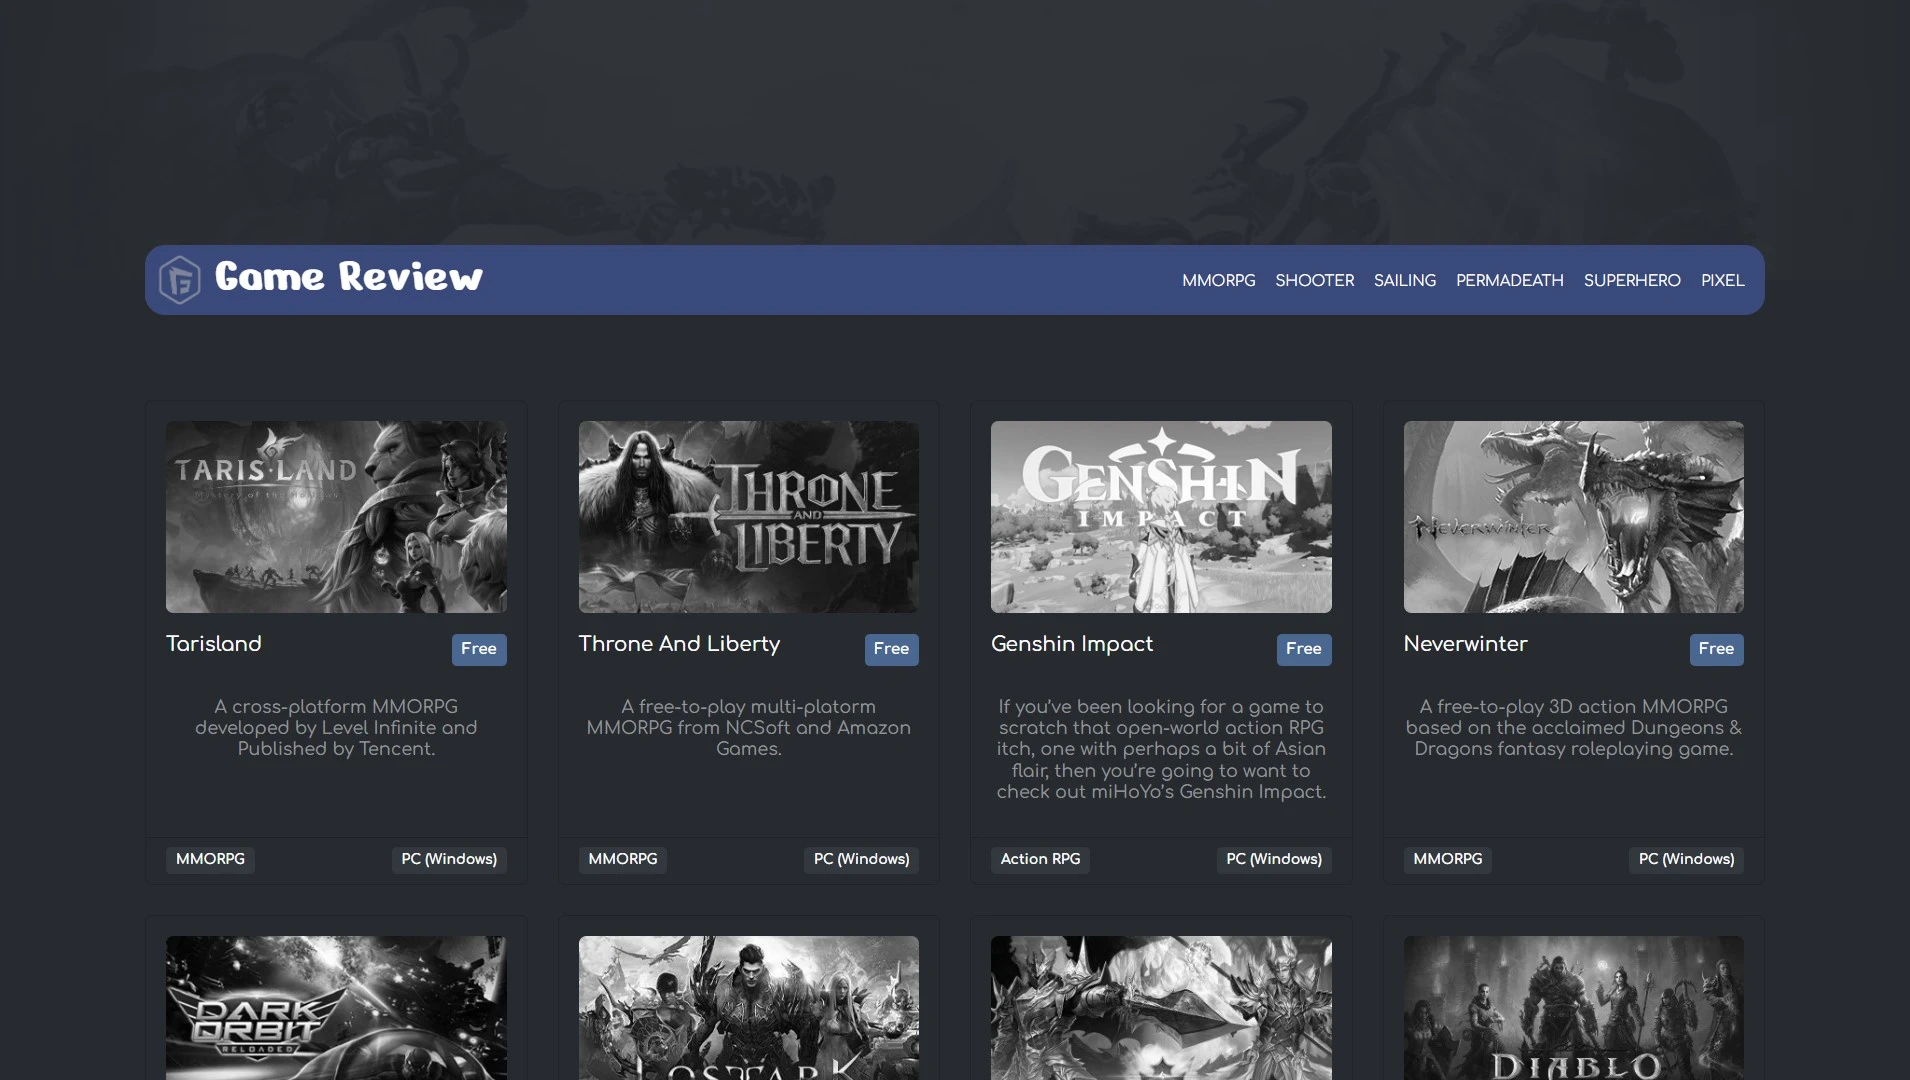 Game Review
MMORPG SHOOTER SAILING PERMADEATH SUPERHERO PIXEL
TARIS·LAND
THRONE
AND
LIBERTY
GENSHIN
IMPACT
NEVERWINTER
Tarisland
Free
A cross-platform MMORPG
developed by Level Infinite and
Published by Tencent.
MMORPG
PC (Windows)
Throne And Liberty
Free
A free-to-play multi-platorm
MMORPG from NCSoft and Amazon
Games.
MMORPG
PC (Windows)
Genshin Impact
Free
If you’ve been looking for a game to
scratch that open-world action RPG
itch, one with perhaps a bit of Asian
flair, then you’re going to want to
check out miHoYo’s Genshin Impact.
Action RPG
PC (Windows)
Neverwinter
Free
A free-to-play 3D action MMORPG
based on the acclaimed Dungeons &
Dragons fantasy roleplaying game.
MMORPG
PC (Windows)
DARK
ORBIT
RELOADED
LOST ARK
DIABLO